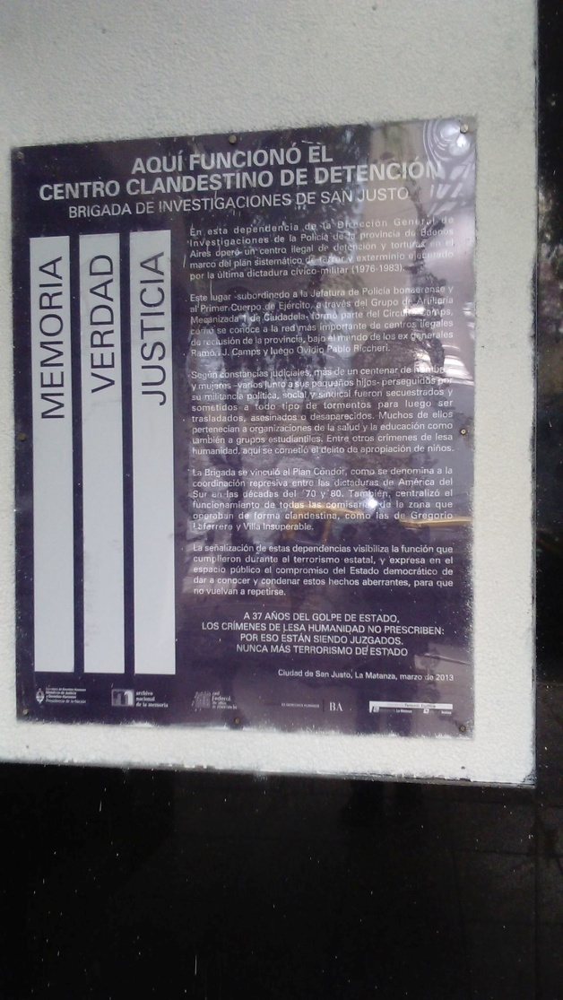 AQUÍ FUNCIONÓ EL
CENTRO CLANDESTINO DE DETENCIÓN
BRIGADA DE INVESTIGACIONES DE SAN JUSTO
MEMORIA
VERDAD
JUSTICIA
En esta dependencia de la Dirección General de
Investigaciones de la Policía de la provincia de Buenos
Aires operó un centro ilegal de detención y torturas en el
marco del plan sistemático de terror y exterminio ejecutado
por la última dictadura cívico-militar (1976-1983).
Este lugar -subordinado a la Jefatura de Policía bonaerense y
al Primer Cuerpo de Ejército, a través del Grupo de Artillería
Mecanizada 1 de Ciudadela- formó parte del Circuito Camps,
como se conoce a la red más importante de centros ilegales
de reclusión de la provincia, bajo el mando de los ex generales
Ramón J. Camps y luego Ovidio Pablo Riccheri.
Según constancias judiciales, más de un centenar de hombres
y mujeres -varios junto a sus pequeños hijos- perseguidos por
su militancia política, social y sindical fueron secuestrados y
sometidos a todo tipo de tormentos para luego ser
trasladados, asesinados o desaparecidos. Muchos de ellos
pertenecían a organizaciones de la salud y la educación como
también a grupos estudiantiles. Entre otros crímenes de lesa
humanidad, aquí se cometió el delito de apropiación de niños.
La Brigada se vinculó al Plan Cóndor, como se denomina a la
coordinación represiva entre las dictaduras de América del
Sur en las décadas del '70 y '80. También, centralizó el
funcionamiento de todas las comisarías de la zona que
operaban de forma clandestina, como las de Gregorio
Laferrere y Villa Insuperable.
La señalización de estas dependencias visibiliza la función que
cumplieron durante el terrorismo estatal, y expresa en el
espacio público el compromiso del Estado democrático de
dar a conocer y condenar estos hechos aberrantes, para que
no vuelvan a repetirse.
A 37 AÑOS DEL GOLPE DE ESTADO,
LOS CRÍMENES DE LESA HUMANIDAD NO PRESCRIBEN:
POR ESO ESTÁN SIENDO JUZGADOS.
NUNCA MÁS TERRORISMO DE ESTADO
Ciudad de San Justo, La Matanza, marzo de 2013
Ministerio de Justicia
y Derechos Humanos
Presidencia de la Nación
archivo
nacional
de la memoria
red
federal
BA
La Matanza